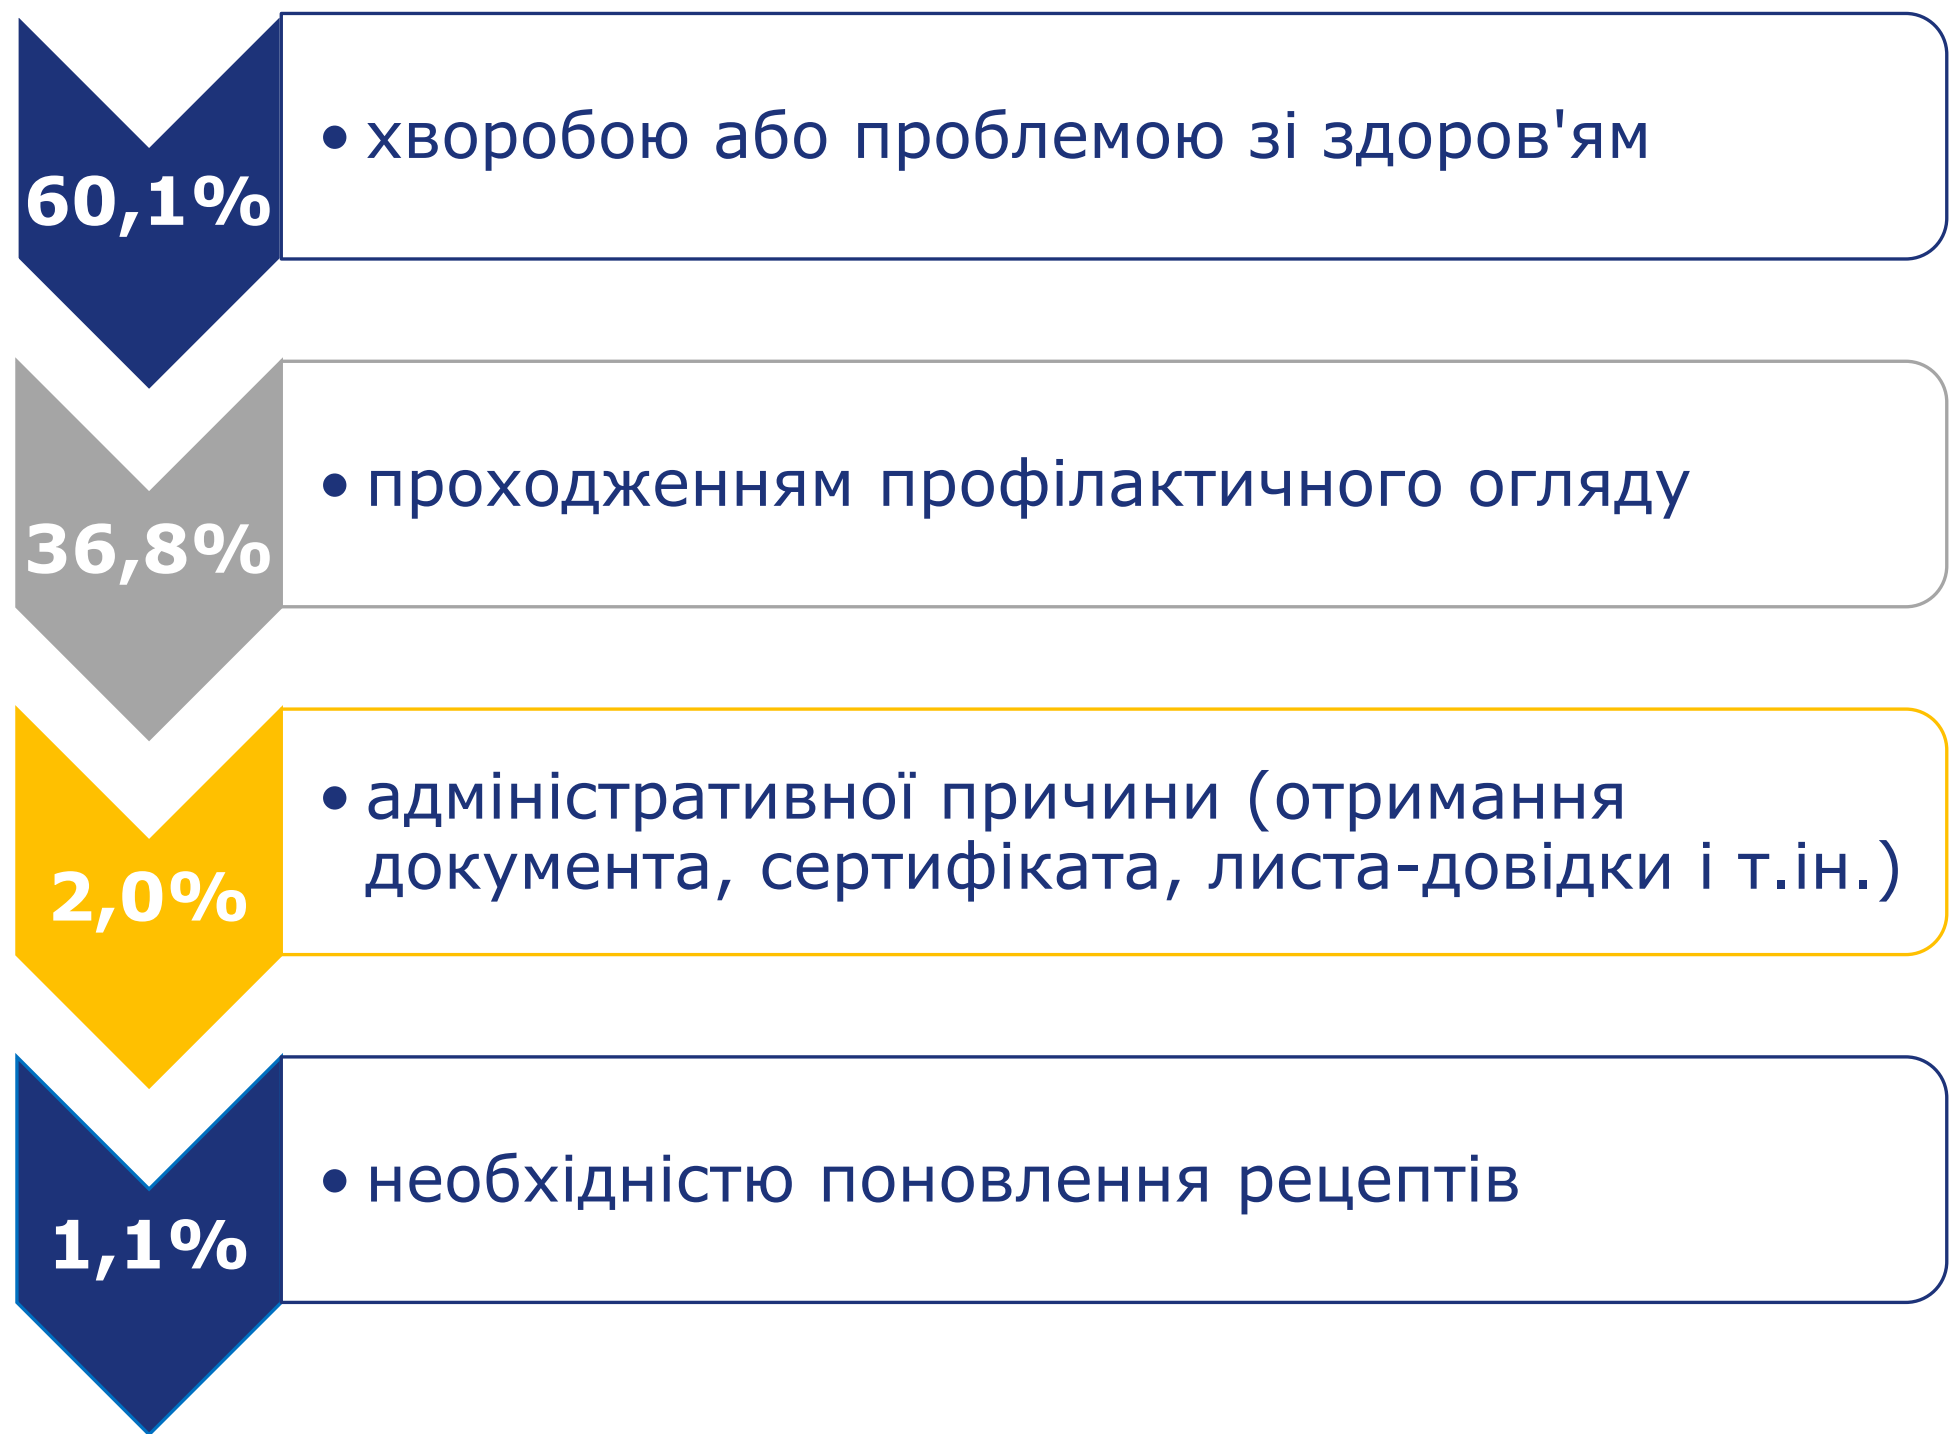 60,1%
• хворобою або проблемою зі здоров'ям
36,8%
• проходженням профілактичного огляду
2,0%
• адміністративної причини (отримання
документа, сертифіката, листа-довідки і т.ін.)
1,1%
• необхідністю поновлення рецептів